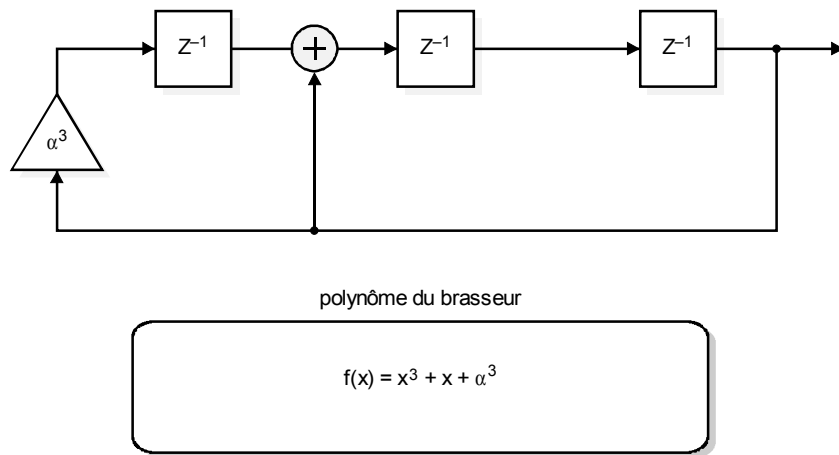 Z⁻¹ + Z⁻¹ Z⁻¹
α³
polynôme du brasseur
f(x) = x³ + x + α³